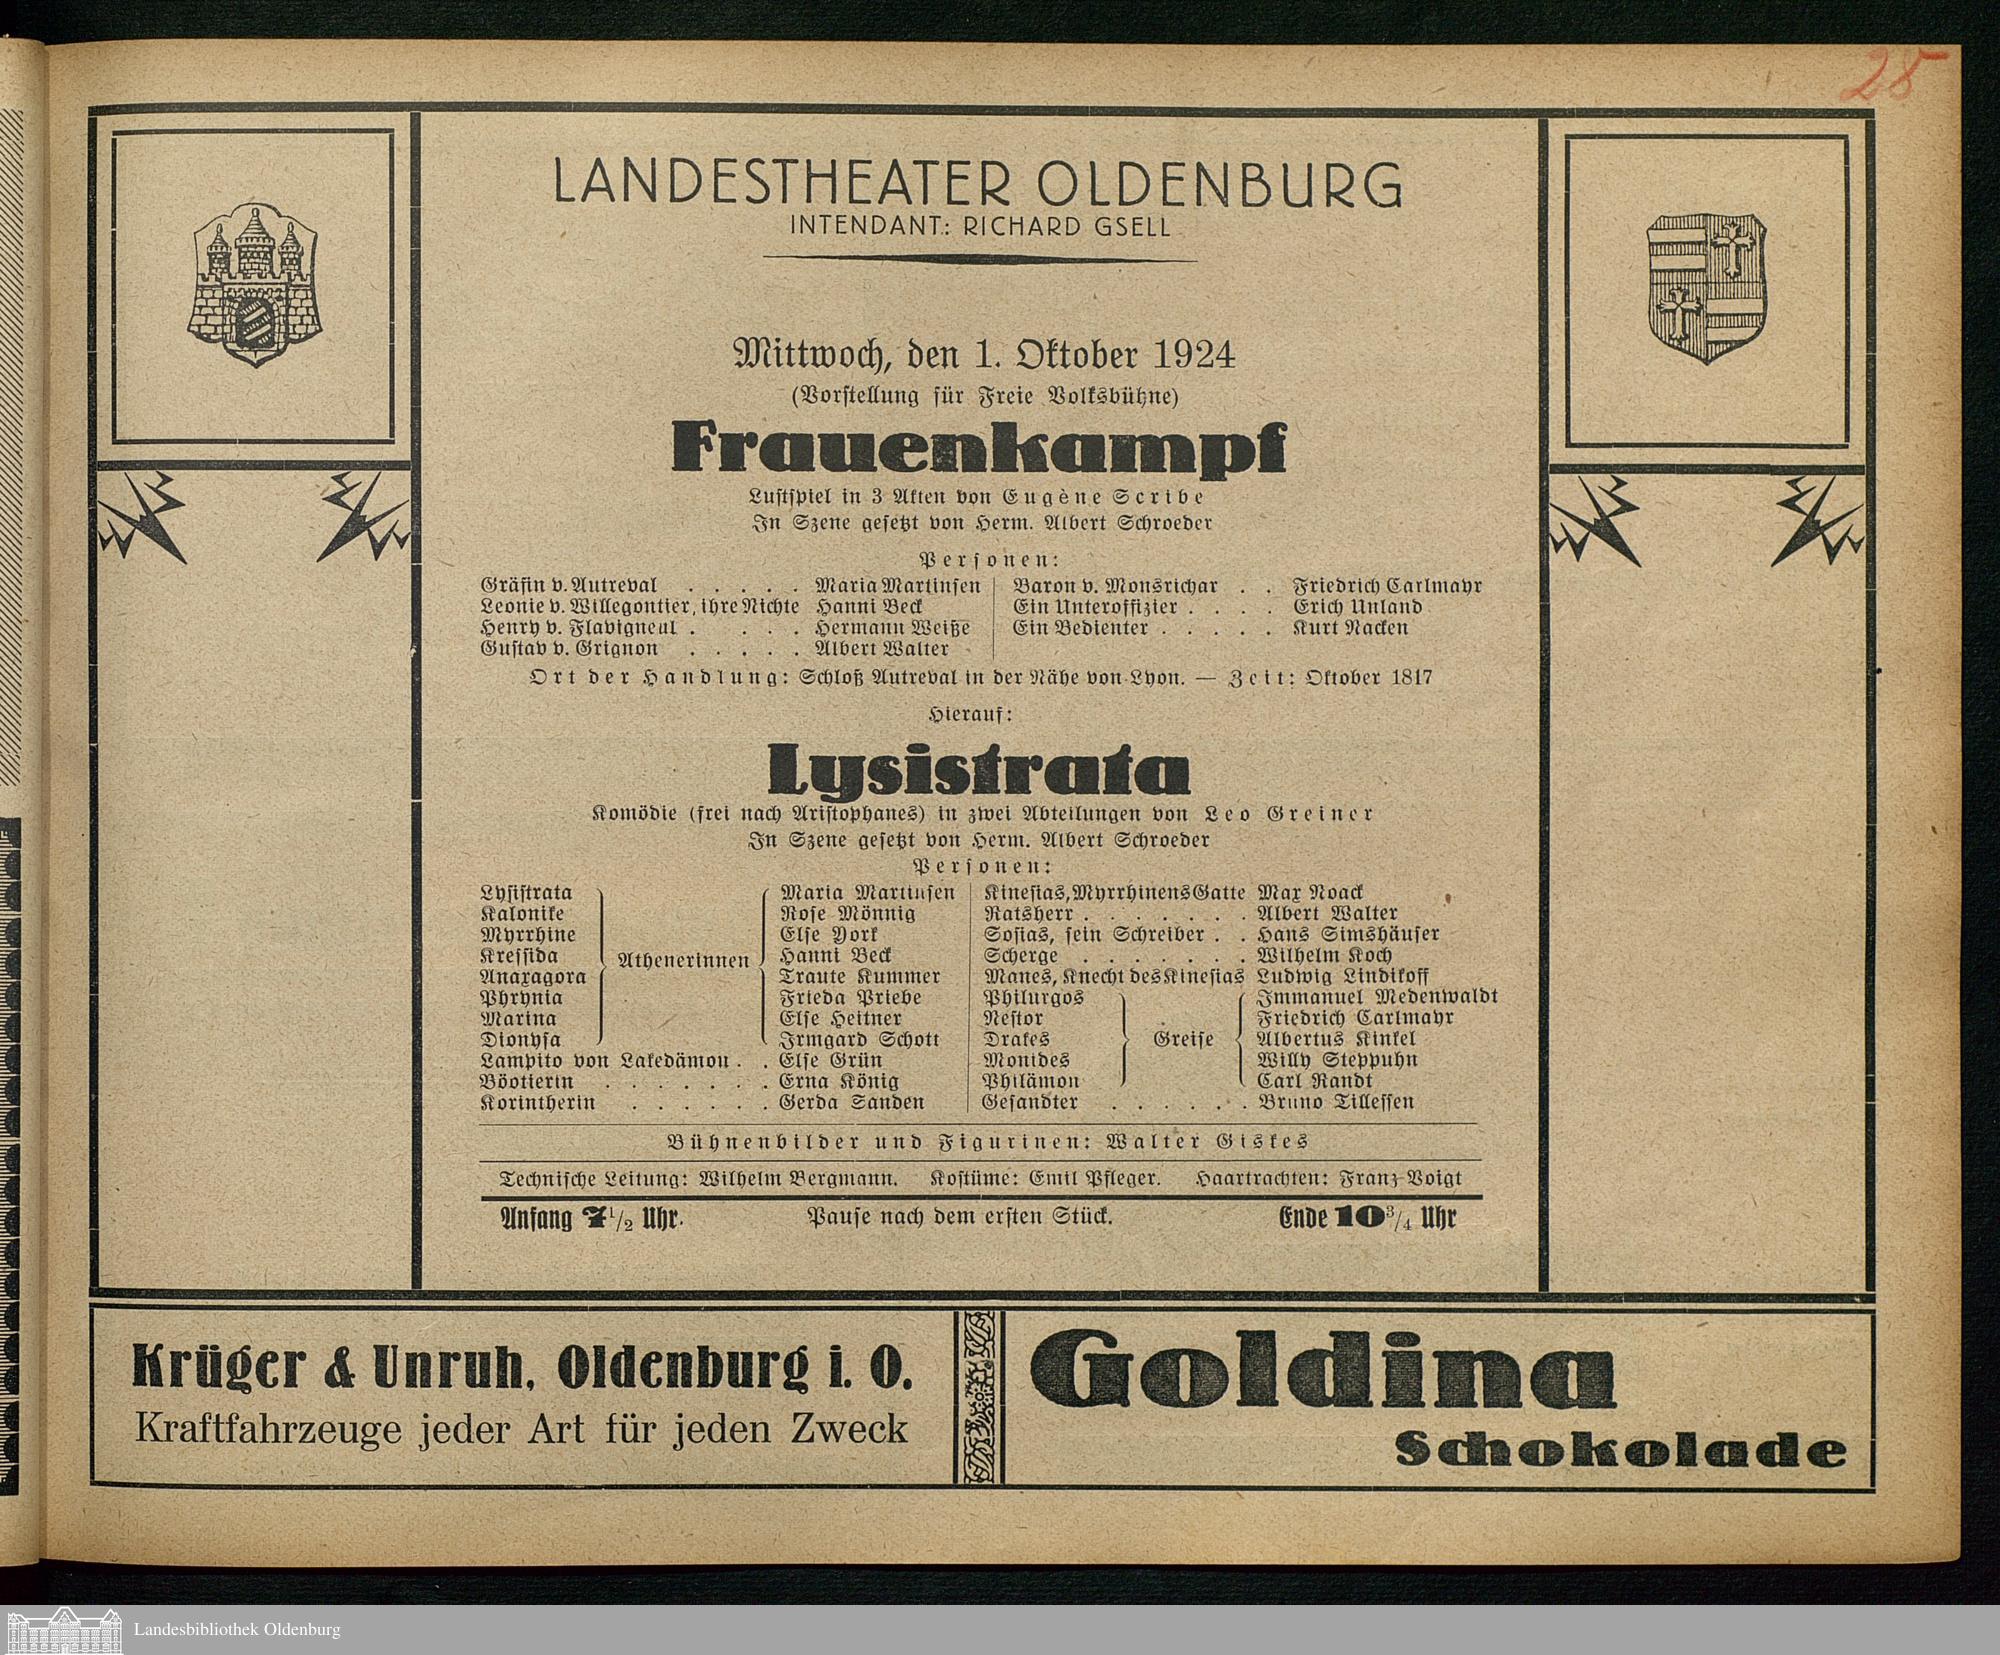 28
LANDESTHEATER OLDENBURG
INTENDANT: RICHARD GSELL
Mittwoch, den 1. Oktober 1924
(Vorstellung für Freie Volksbühne)
Frauenkampf
Lustspiel in 3 Akten von Eugène Scribe
In Szene gesetzt von Herm. Albert Schroeder
Personen:
Gräfin v. Autreval . . . . . Maria Martinsen
Leonie v. Willegontier, ihre Nichte Hanni Beck
Henry v. Flavigneul . . . . Hermann Weiße
Gustav v. Grignon . . . . . Albert Walter
Baron v. Monsrichar . . Friedrich Carlmayr
Ein Unteroffizier . . . . Erich Unland
Ein Bedienter . . . . . Kurt Nacken
Ort der Handlung: Schloß Autreval in der Nähe von Lyon. — Zeit: Oktober 1817
Hierauf:
Lysistrata
Komödie (frei nach Aristophanes) in zwei Abteilungen von Leo Greiner
In Szene gesetzt von Herm. Albert Schroeder
Personen:
Lysistrata Maria Martinsen
Kalonike Rose Mönnig
Myrrhine Else York
Kressida Hanni Beck
Athenerinnen
Anaxagora Traute Kummer
Phrynia Frieda Priebe
Marina Else Heitner
Dionysa Irmgard Schott
Lampito von Lakedämon . . Else Grün
Böotierin . . . . . . . Erna König
Korintherin . . . . . . Gerda Sanden
Kinesias, Myrrhinens Gatte Max Noack
Ratsherr . . . . . . . Albert Walter
Sosias, sein Schreiber . . Hans Simshäuser
Scherge . . . . . . . Wilhelm Koch
Manes, Knecht des Kinesias Ludwig Lindikoff
Philurgos Immanuel Medenwaldt
Nestor Friedrich Carlmayr
Drakes Greise Albertus Kinkel
Monides Willy Steppuhn
Philämon Carl Randt
Gesandter . . . . . . Bruno Tillessen
Bühnenbilder und Figurinen: Walter Giskes
Technische Leitung: Wilhelm Bergmann. Kostüme: Emil Pfleger. Haartrachten: Franz Voigt
Anfang 7 1/2 Uhr. Pause nach dem ersten Stück. Ende 10 3/4 Uhr
Krüger & Unruh, Oldenburg i. O.
Kraftfahrzeuge jeder Art für jeden Zweck
Goldina
Schokolade
Landesbibliothek Oldenburg